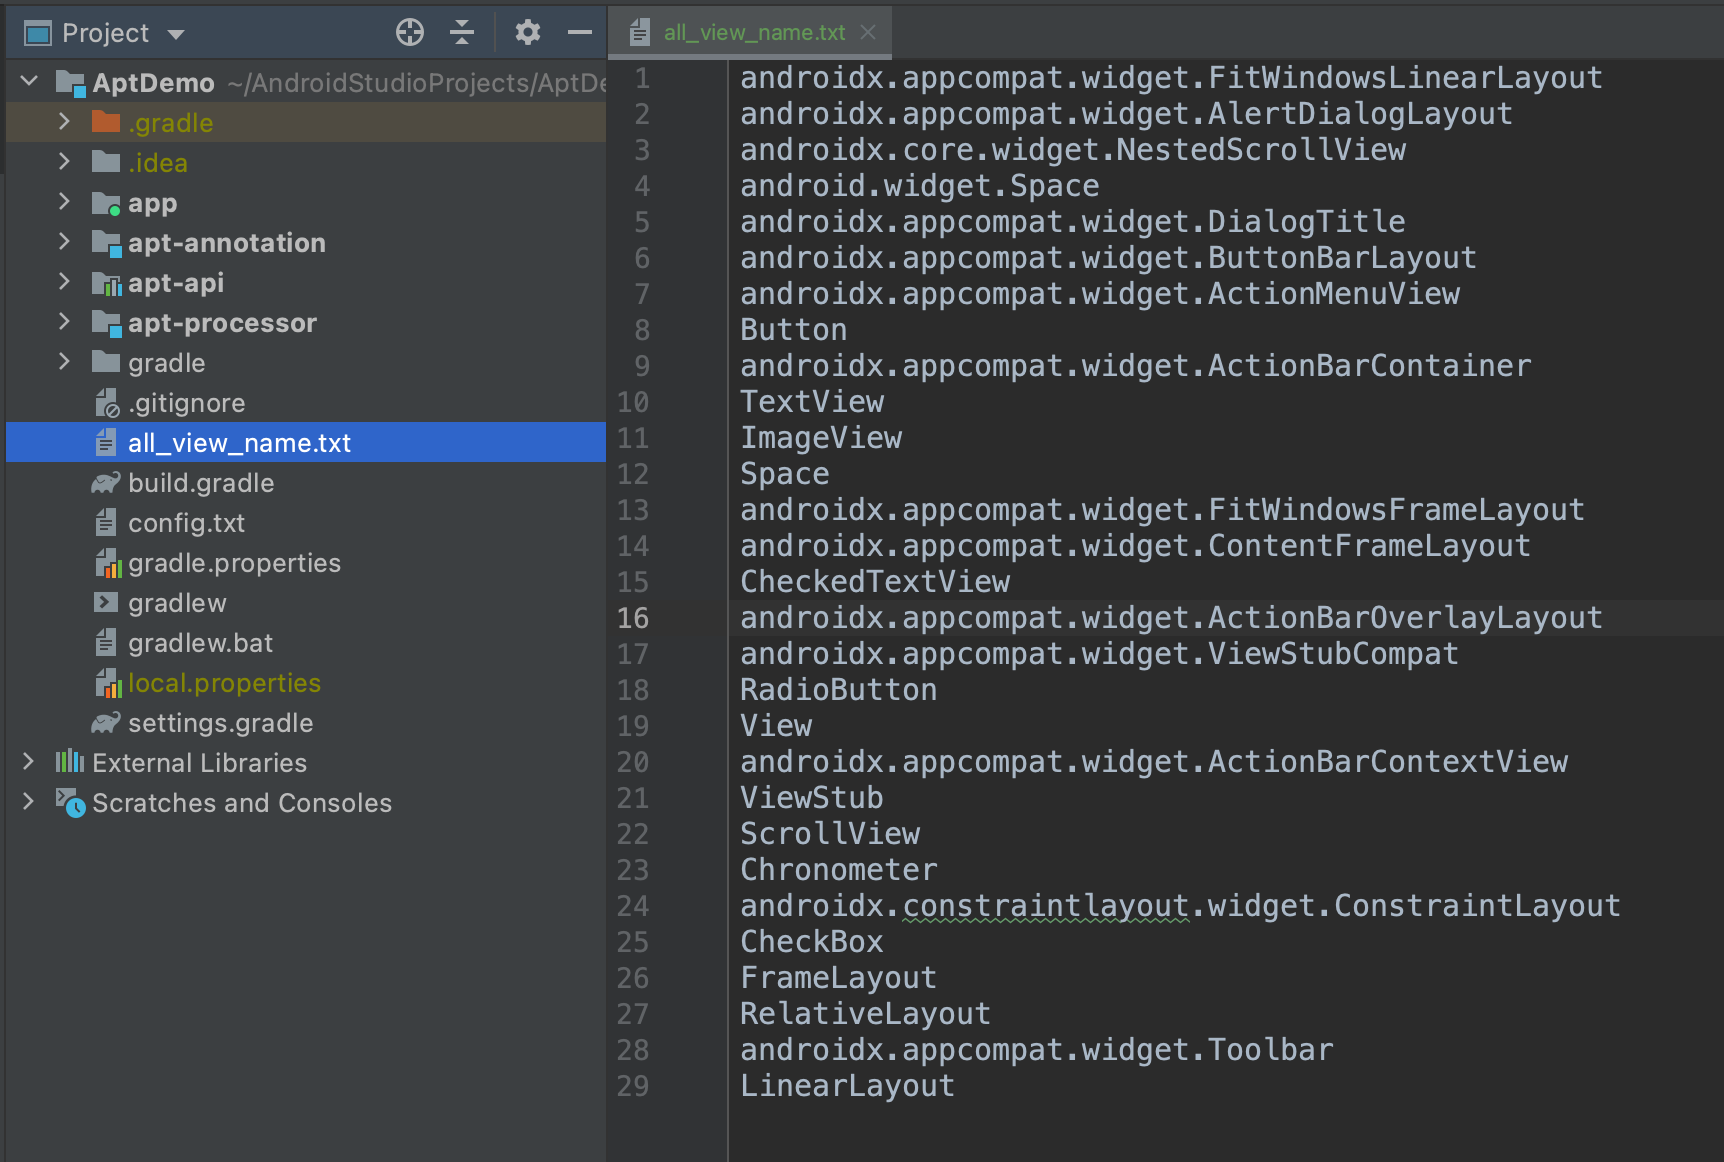 Project
AptDemo ~/AndroidStudioProjects/AptDe
.gradle
.idea
app
apt-annotation
apt-api
apt-processor
gradle
.gitignore
all_view_name.txt
build.gradle
config.txt
gradle.properties
gradlew
gradlew.bat
local.properties
settings.gradle
External Libraries
Scratches and Consoles
all_view_name.txt
1 androidx.appcompat.widget.FitWindowsLinearLayout
2 androidx.appcompat.widget.AlertDialogLayout
3 androidx.core.widget.NestedScrollView
4 android.widget.Space
5 androidx.appcompat.widget.DialogTitle
6 androidx.appcompat.widget.ButtonBarLayout
7 androidx.appcompat.widget.ActionMenuView
8 Button
9 androidx.appcompat.widget.ActionBarContainer
10 TextView
11 ImageView
12 Space
13 androidx.appcompat.widget.FitWindowsFrameLayout
14 androidx.appcompat.widget.ContentFrameLayout
15 CheckedTextView
16 androidx.appcompat.widget.ActionBarOverlayLayout
17 androidx.appcompat.widget.ViewStubCompat
18 RadioButton
19 View
20 androidx.appcompat.widget.ActionBarContextView
21 ViewStub
22 ScrollView
23 Chronometer
24 androidx.constraintlayout.widget.ConstraintLayout
25 CheckBox
26 FrameLayout
27 RelativeLayout
28 androidx.appcompat.widget.Toolbar
29 LinearLayout